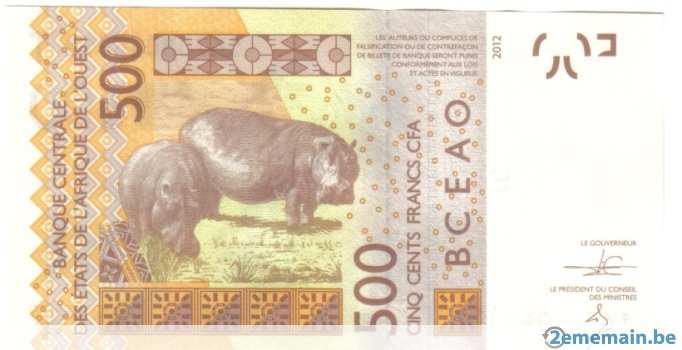 BANQUE CENTRALE
DES ÉTATS DE L'AFRIQUE DE L'OUEST
500
LES AUTEURS OU COMPLICES DE
FALSIFICATION OU DE CONTREFAÇON
DE BILLETS DE BANQUE SERONT PUNIS
CONFORMÉMENT AUX LOIS
ET ACTES EN VIGUEUR
2012
500
CINQ CENTS FRANCS CFA
BCEAO
LE GOUVERNEUR
LE PRÉSIDENT DU CONSEIL
DES MINISTRES
2ememain.be